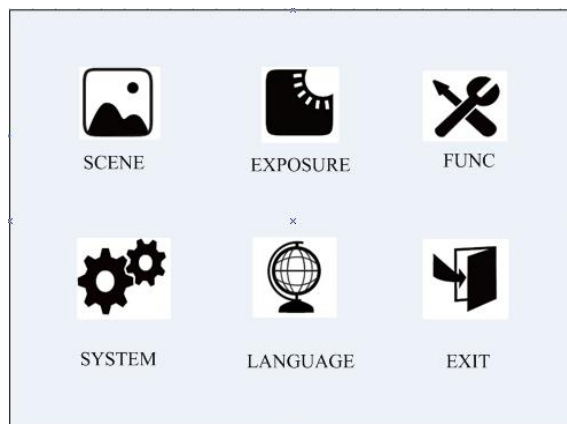 SCENE
EXPOSURE
FUNC
SYSTEM
LANGUAGE
EXIT